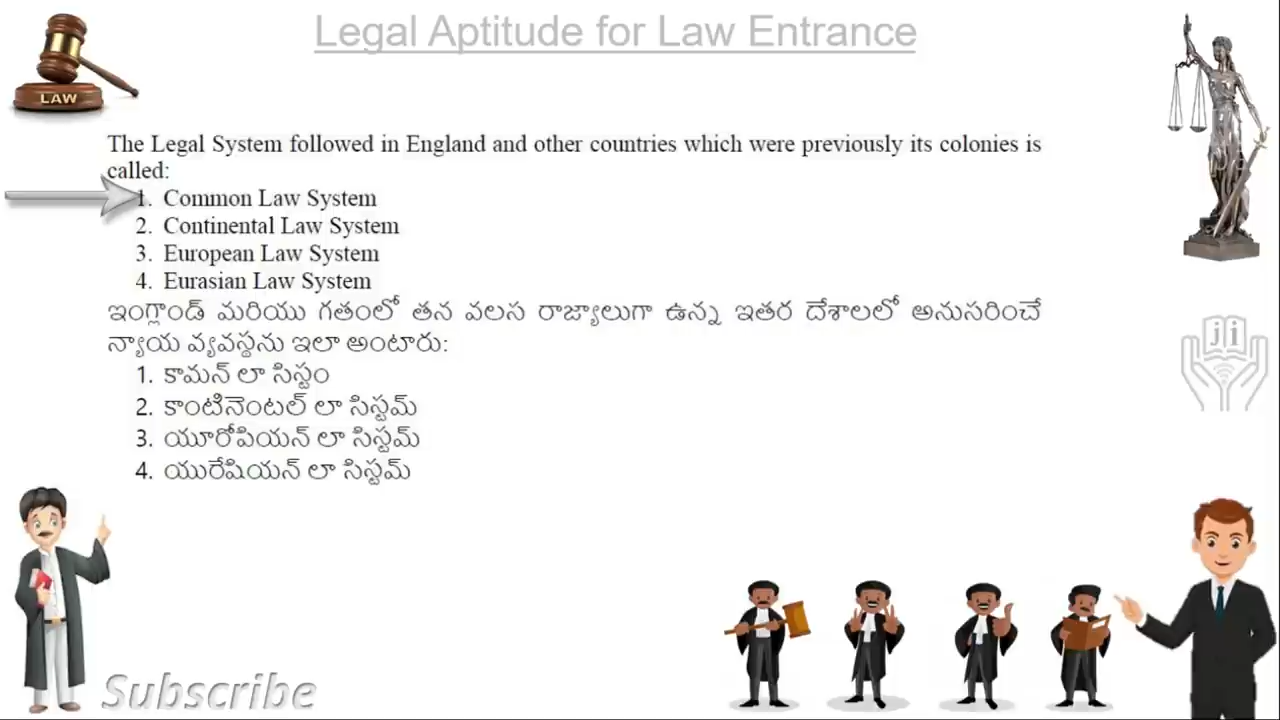 Legal Aptitude for Law Entrance
LAW
The Legal System followed in England and other countries which were previously its colonies is
called:
1. Common Law System
2. Continental Law System
3. European Law System
4. Eurasian Law System
ఇంగ్లాండ్ మరియు గతంలో తన వలస రాజ్యాలుగా ఉన్న ఇతర దేశాలలో అనుసరించే
న్యాయ వ్యవస్థను ఇలా అంటారు:
1. కామన్ లా సిస్టం
2. కాంటినెంటల్ లా సిస్టమ్
3. యూరోపియన్ లా సిస్టమ్
4. యురేషియన్ లా సిస్టమ్
ji
Subscribe